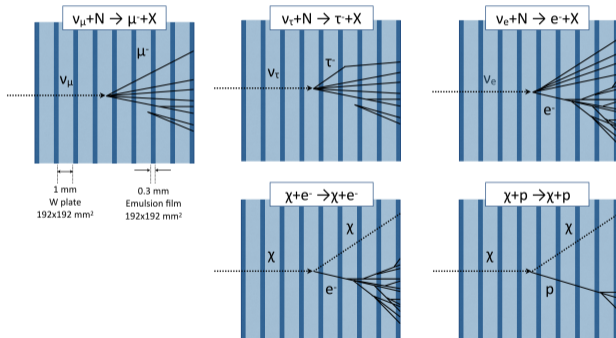 νμ+N → μ-+X
ντ+N → τ-+X
νe+N → e-+X
μ-
νμ
τ-
ντ
νe
e-
1 mm
W plate
192x192 mm²
0.3 mm
Emulsion film
192x192 mm²
χ+e- →χ+e-
χ+p →χ+p
χ
χ
e-
χ
χ
p